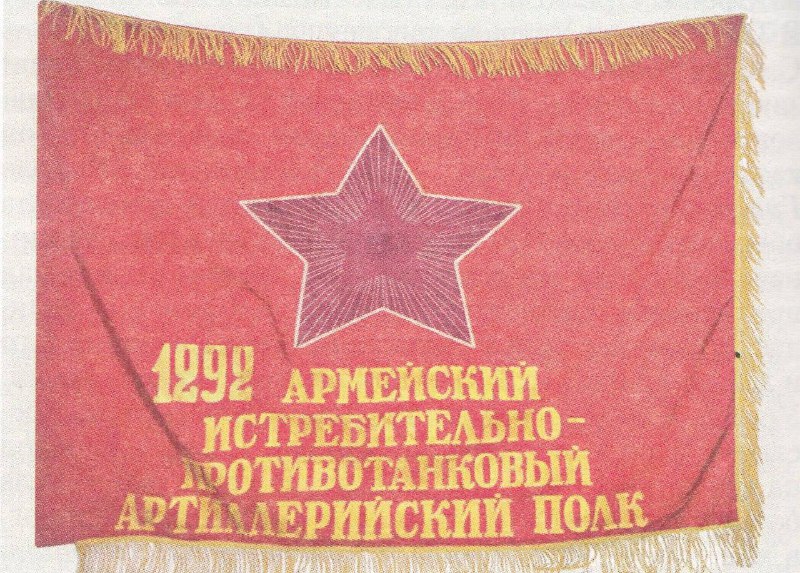 1292 АРМЕЙСКИЙ
ИСТРЕБИТЕЛЬНО-
ПРОТИВОТАНКОВЫЙ
АРТИЛЛЕРИЙСКИЙ ПОЛК